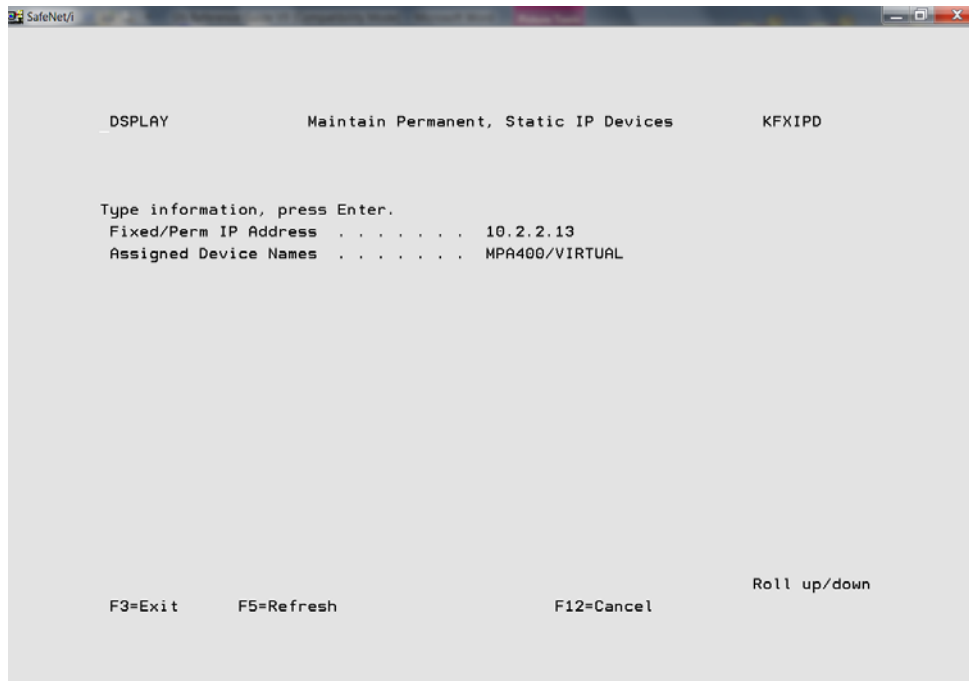 SafeNet/i
DSPLAY Maintain Permanent, Static IP Devices KFXIPD
Type information, press Enter.
Fixed/Perm IP Address . . . . . . . 10.2.2.13
Assigned Device Names . . . . . . . MPA400/VIRTUAL
Roll up/down
F3=Exit F5=Refresh F12=Cancel